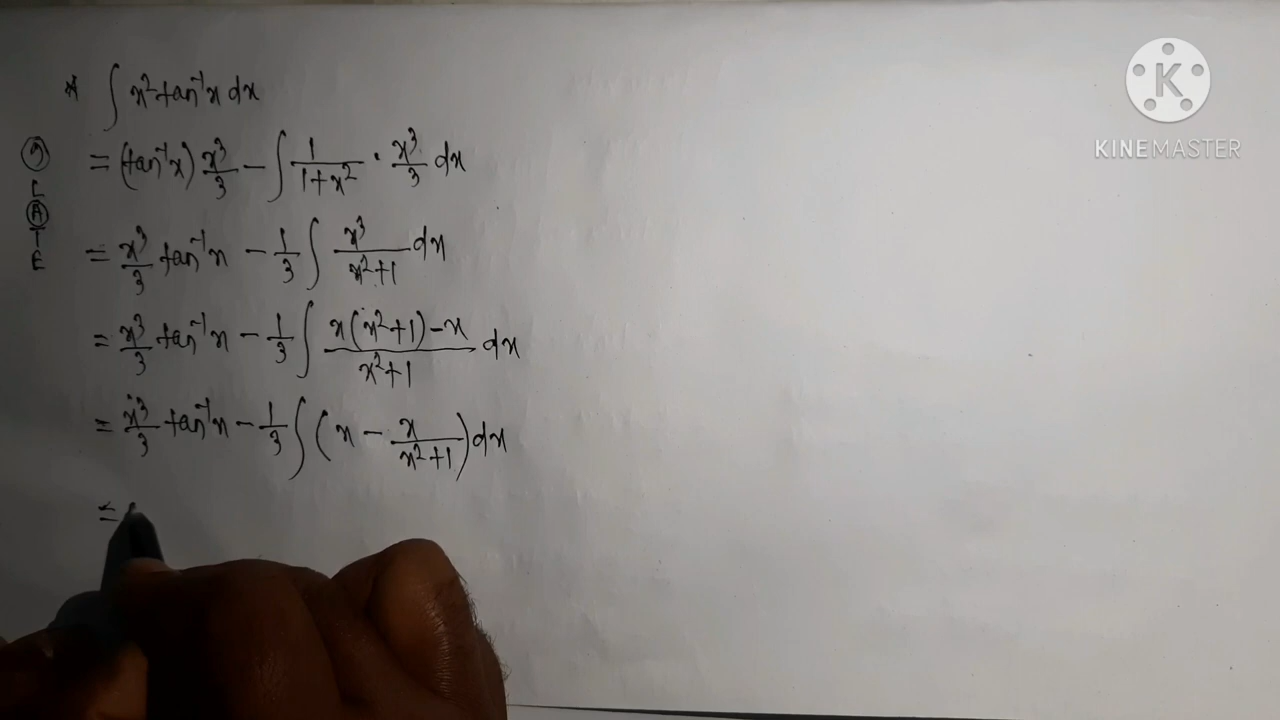 * ∫ x² tan⁻¹x dx
= (tan⁻¹x) x³/3 − ∫ 1/(1+x²) · x³/3 dx
= x³/3 tan⁻¹x − 1/3 ∫ x³/(x²+1) dx
= x³/3 tan⁻¹x − 1/3 ∫ (x(x²+1)−x)/(x²+1) dx
= x³/3 tan⁻¹x − 1/3 ∫ (x − x/(x²+1)) dx
=
L
A
T
E
K
KINEMASTER